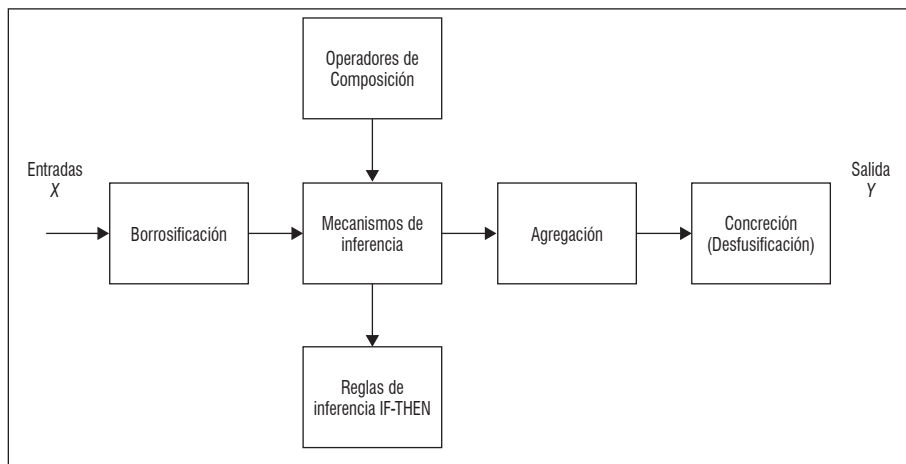 Operadores de
Composición
Entradas
X
Salida
Y
Borrosificación
Mecanismos de
inferencia
Agregación
Concreción
(Desfusificación)
Reglas de
inferencia IF-THEN